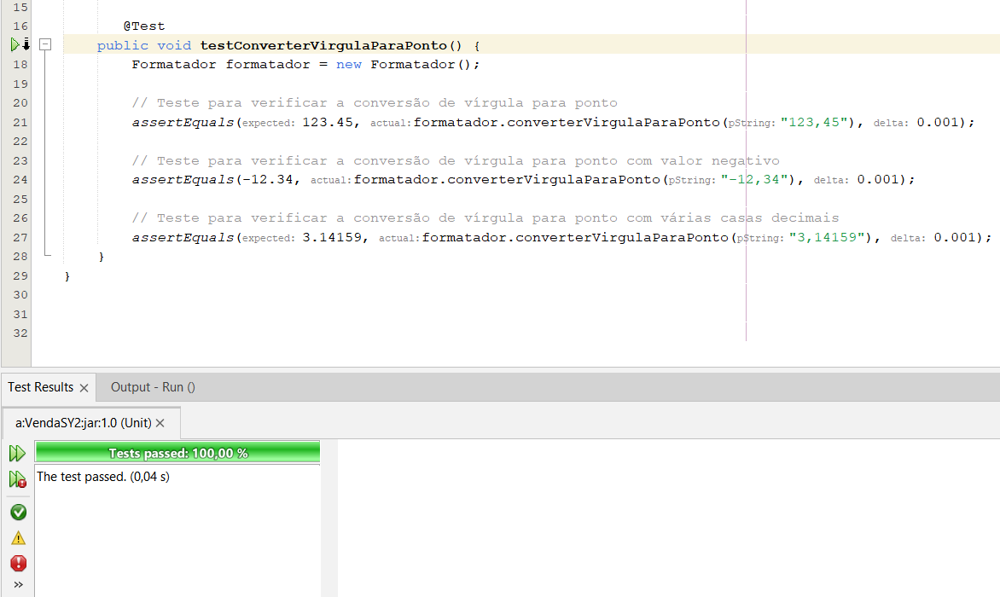 15
16 @Test
public void testConverterVirgulaParaPonto() {
18 Formatador formatador = new Formatador();
19
20 // Teste para verificar a conversão de vírgula para ponto
21 assertEquals(expected: 123.45, actual:formatador.converterVirgulaParaPonto(pString: "123,45"), delta: 0.001);
22
23 // Teste para verificar a conversão de vírgula para ponto com valor negativo
24 assertEquals(-12.34, actual:formatador.converterVirgulaParaPonto(pString: "-12,34"), delta: 0.001);
25
26 // Teste para verificar a conversão de vírgula para ponto com várias casas decimais
27 assertEquals(expected: 3.14159, actual:formatador.converterVirgulaParaPonto(pString: "3,14159"), delta: 0.001);
28 }
29 }
30
31
32
Test Results Output - Run ()
a:VendaSY2:jar:1.0 (Unit)
Tests passed: 100,00 %
The test passed. (0,04 s)